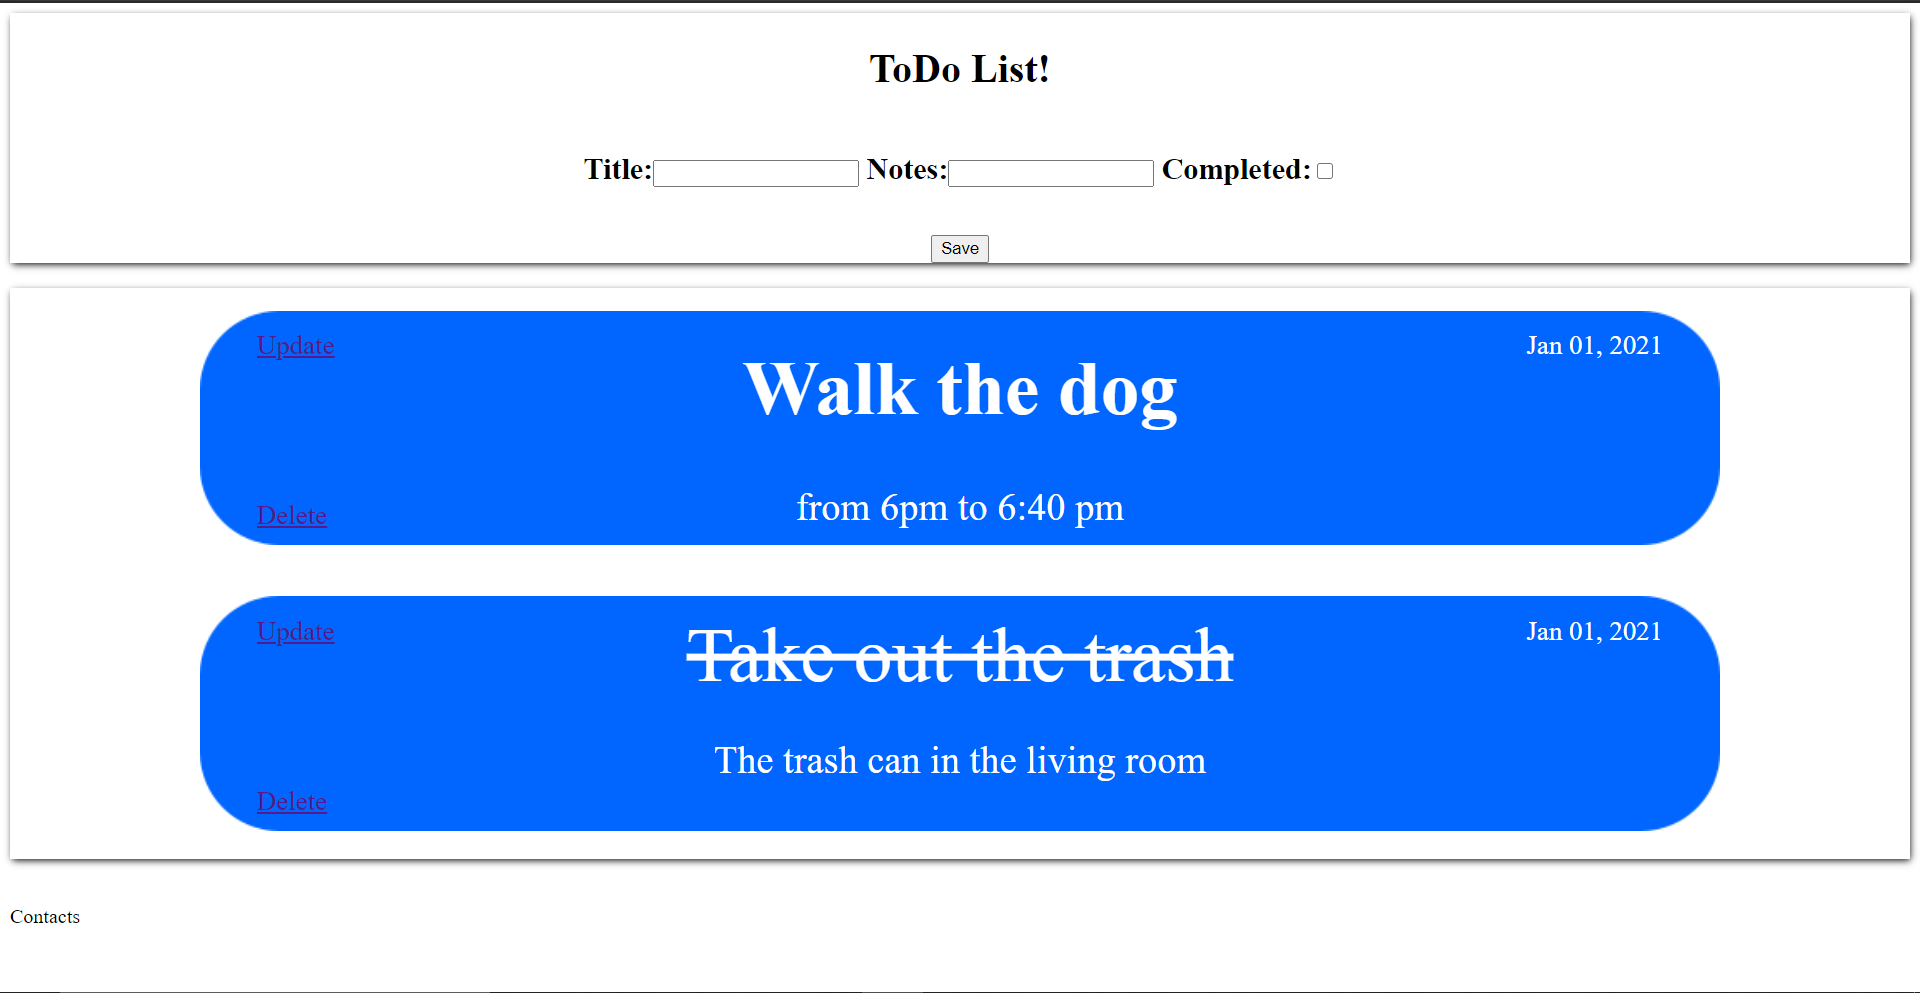 ToDo List!
Title: Notes: Completed:
Save
Update Jan 01, 2021
Walk the dog
from 6pm to 6:40 pm
Delete
Update Jan 01, 2021
Take out the trash
The trash can in the living room
Delete
Contacts